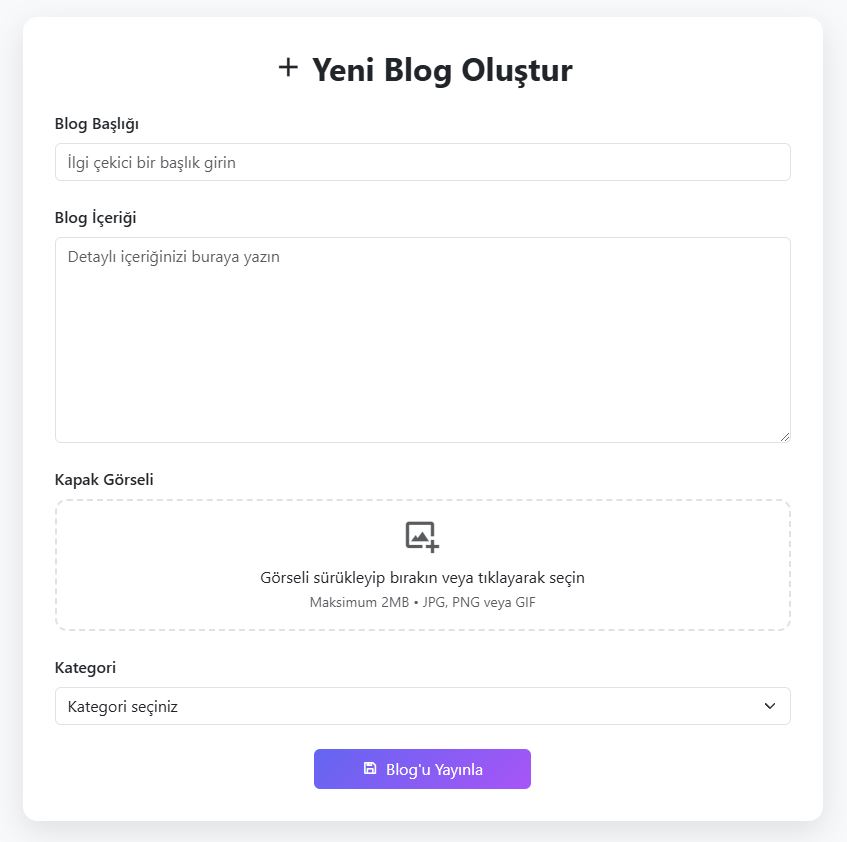 Yeni Blog Oluştur
Blog Başlığı
İlgi çekici bir başlık girin
Blog İçeriği
Detaylı içeriğinizi buraya yazın
Kapak Görseli
Görseli sürükleyip bırakın veya tıklayarak seçin
Maksimum 2MB • JPG, PNG veya GIF
Kategori
Kategori seçiniz
Blog'u Yayınla